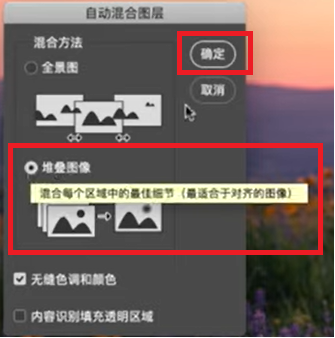 自动混合图层
混合方法
确定
全景图
取消
堆叠图像
混合每个区域中的最佳细节（最适合于对齐的图像）
无缝色调和颜色
内容识别填充透明区域